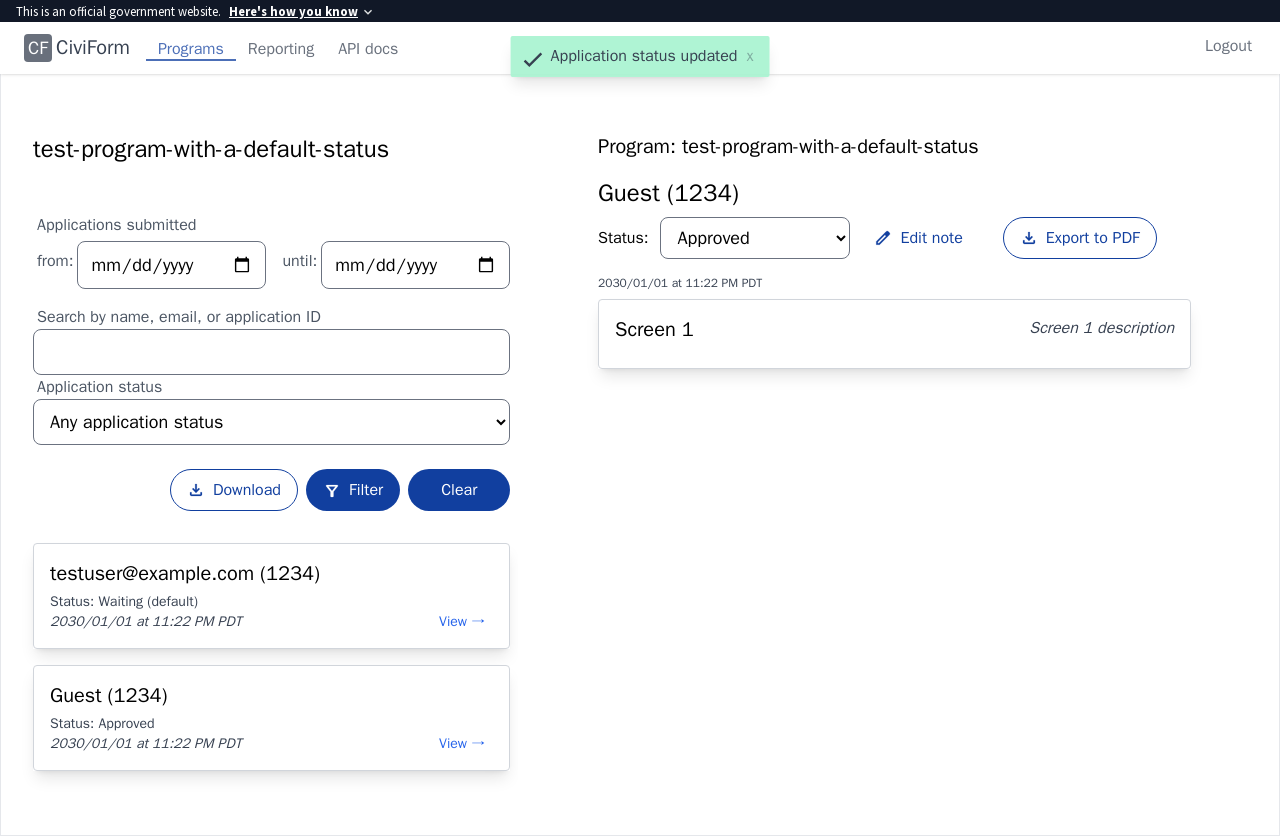 This is an official government website. Here's how you know
CF CiviForm Programs Reporting API docs Logout
Application status updated x
test-program-with-a-default-status
Applications submitted
from: mm/dd/yyyy until: mm/dd/yyyy
Search by name, email, or application ID
Application status
Any application status
Download Filter Clear
testuser@example.com (1234)
Status: Waiting (default)
2030/01/01 at 11:22 PM PDT View →
Guest (1234)
Status: Approved
2030/01/01 at 11:22 PM PDT View →
Program: test-program-with-a-default-status
Guest (1234)
Status: Approved Edit note Export to PDF
2030/01/01 at 11:22 PM PDT
Screen 1 Screen 1 description